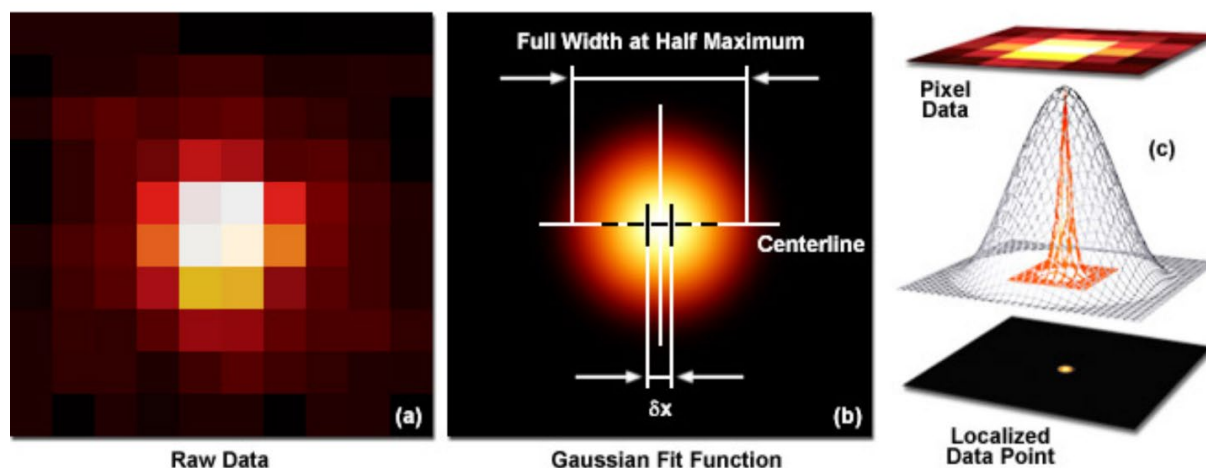 (a)
Raw Data
Full Width at Half Maximum
Centerline
δx
(b)
Gaussian Fit Function
Pixel
Data
(c)
Localized
Data Point